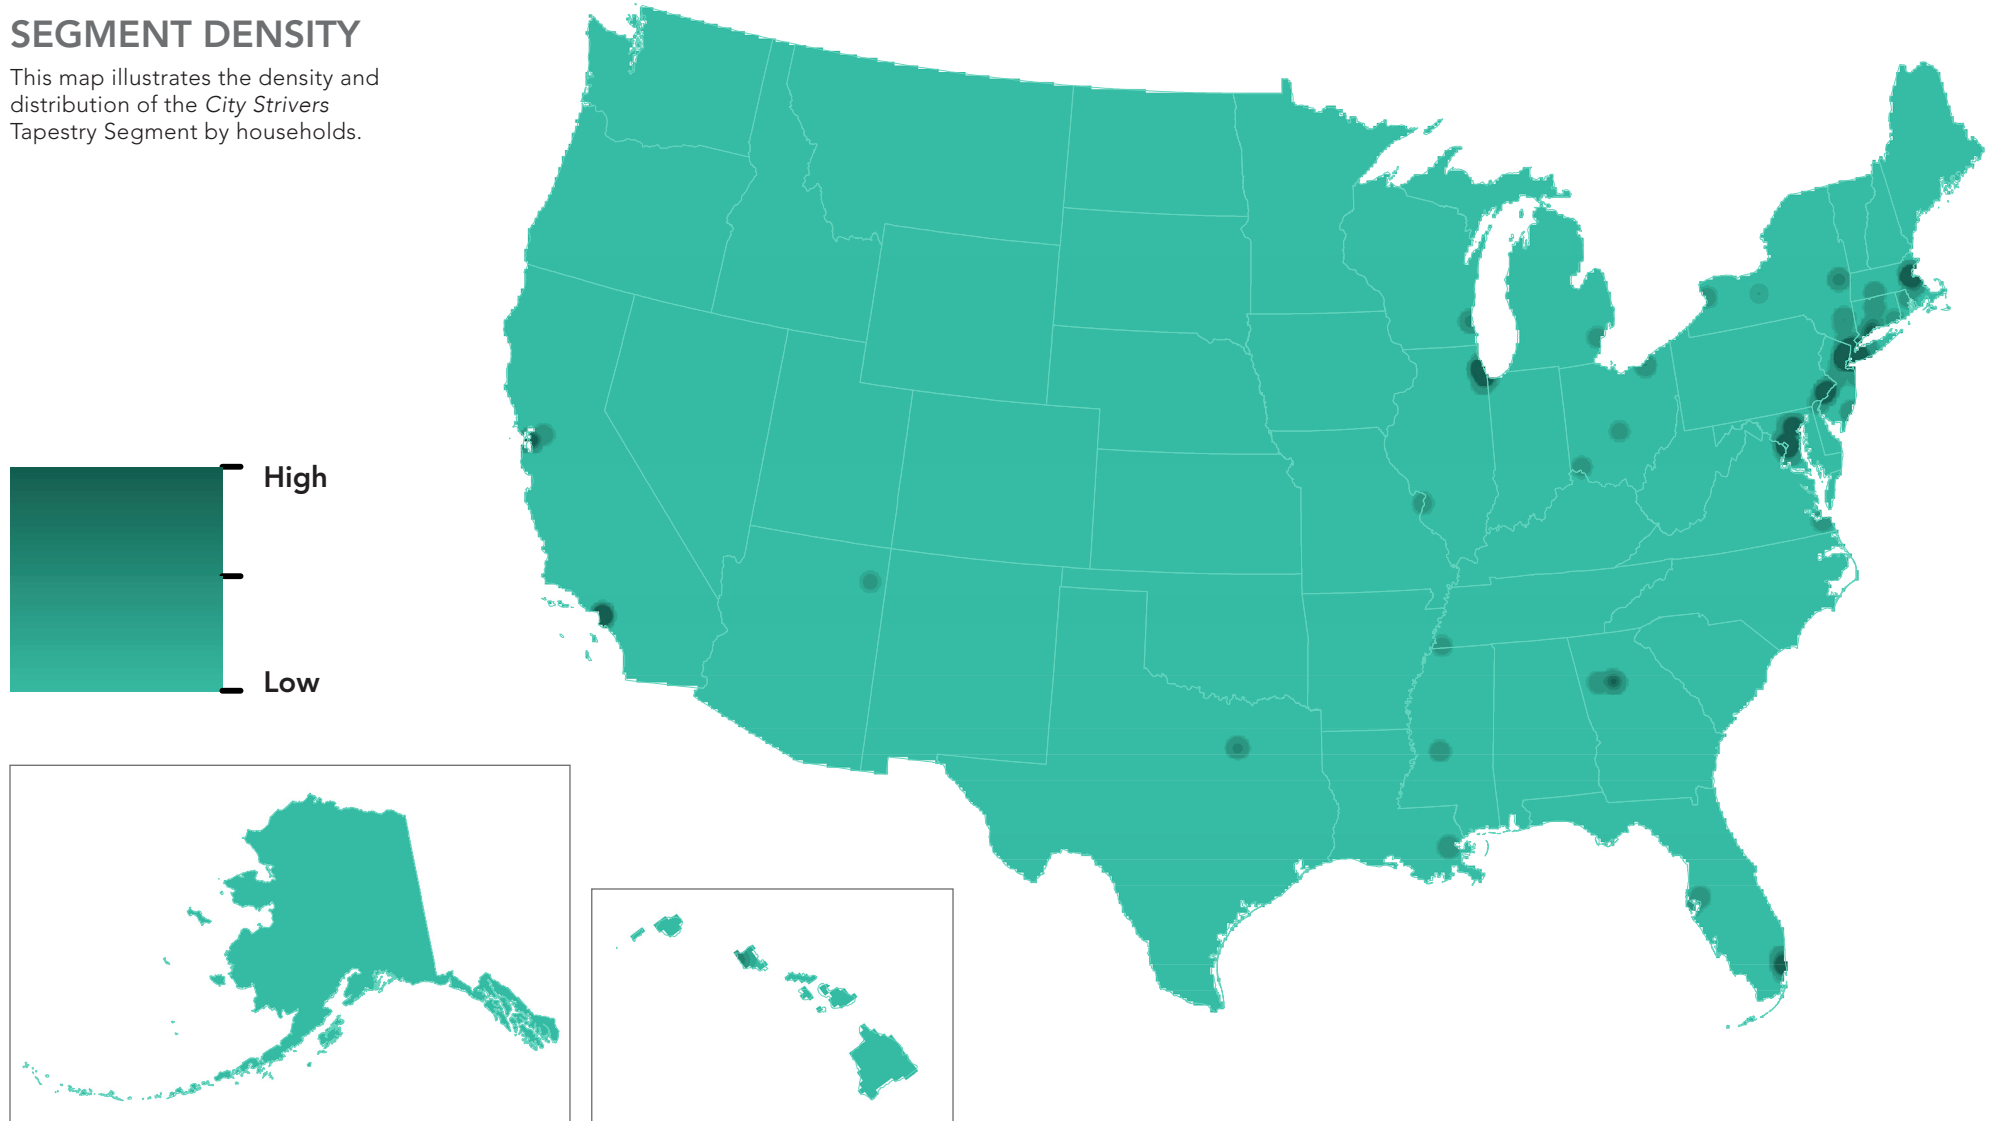 SEGMENT DENSITY
This map illustrates the density and
distribution of the City Strivers
Tapestry Segment by households.
High
Low